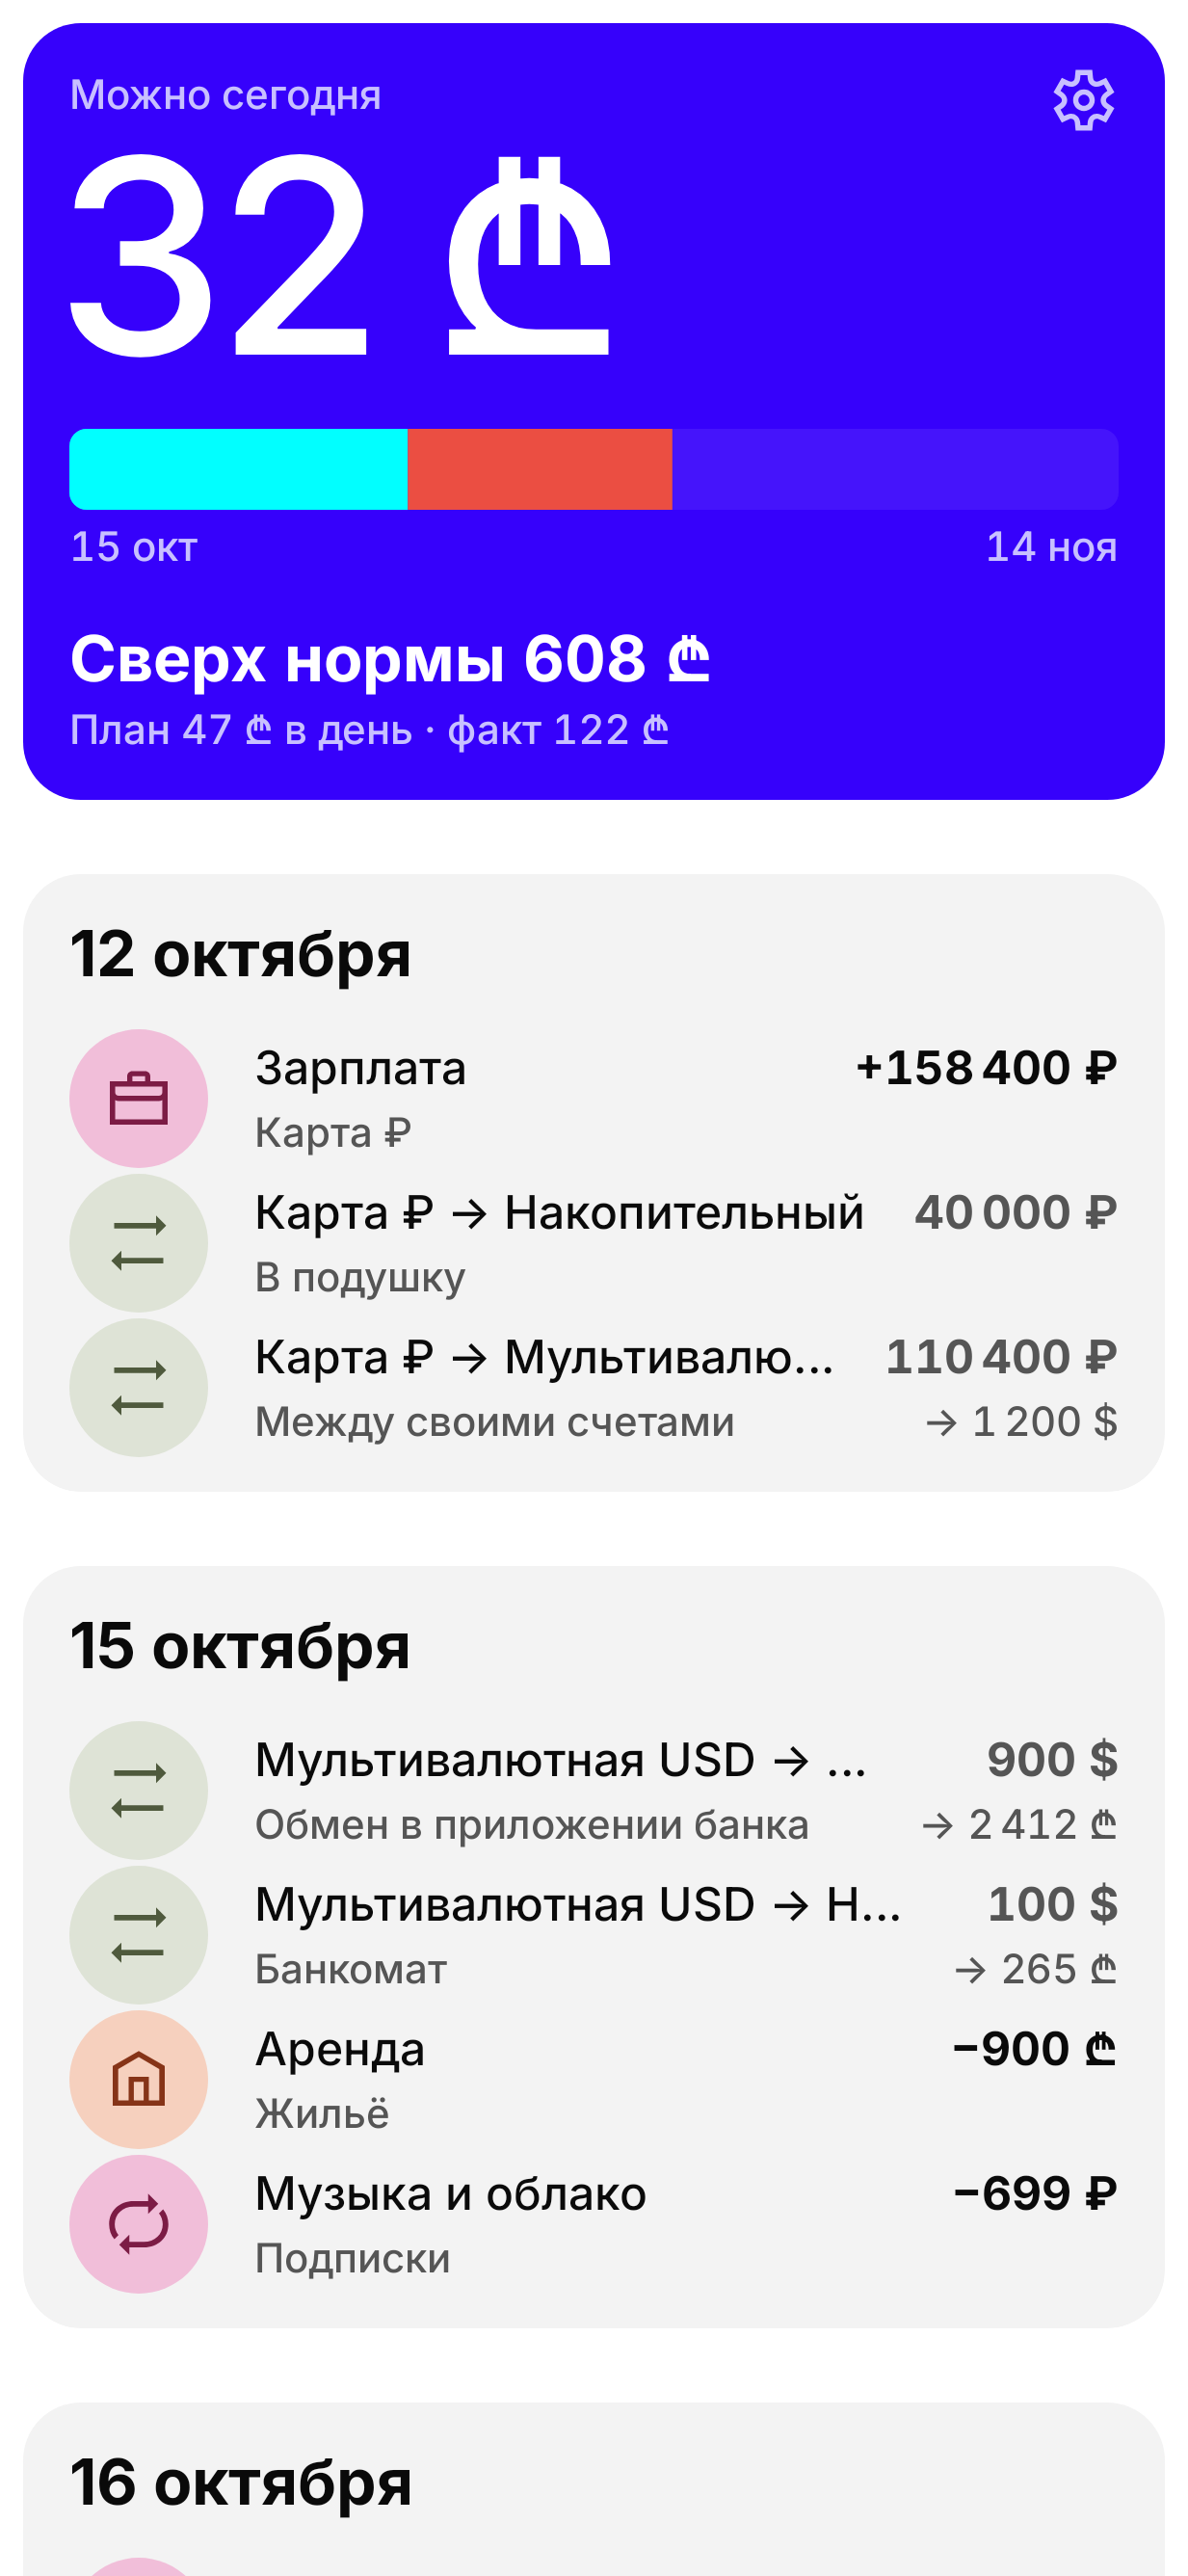 Можно сегодня
32 ₾
15 окт 14 ноя
Сверх нормы 608 ₾
План 47 ₾ в день · факт 122 ₾
12 октября
Зарплата +158 400 ₽
Карта ₽
Карта ₽ → Накопительный 40 000 ₽
В подушку
Карта ₽ → Мультивалю... 110 400 ₽
Между своими счетами → 1 200 $
15 октября
Мультивалютная USD → ... 900 $
Обмен в приложении банка → 2 412 ₾
Мультивалютная USD → Н... 100 $
Банкомат → 265 ₾
Аренда −900 ₾
Жильё
Музыка и облако −699 ₽
Подписки
16 октября